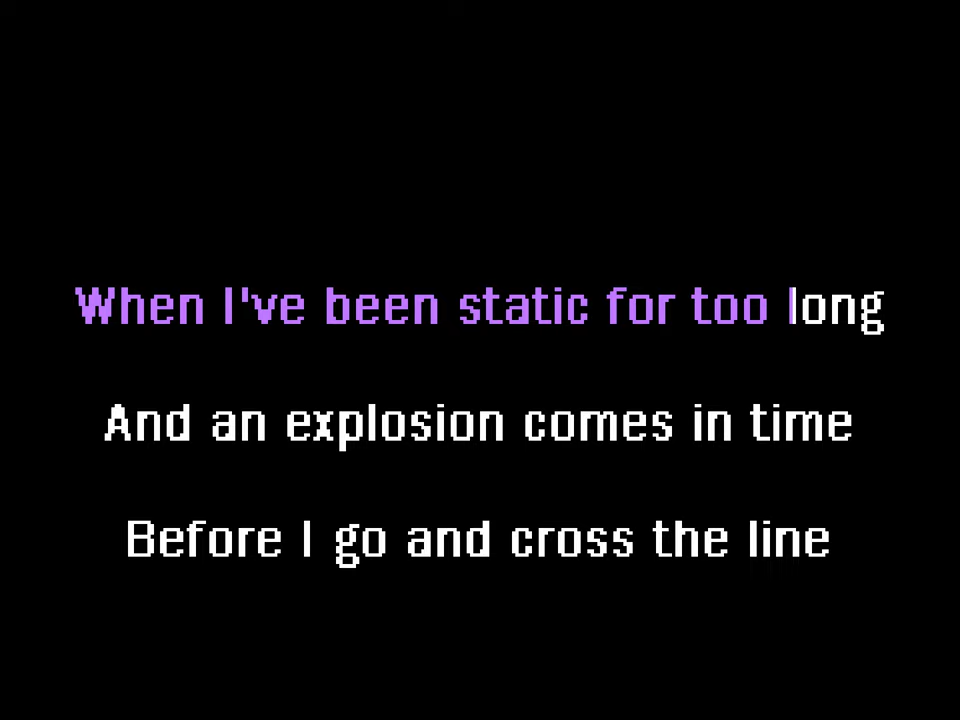 When I've been static for too long
And an explosion comes in time
Before I go and cross the line